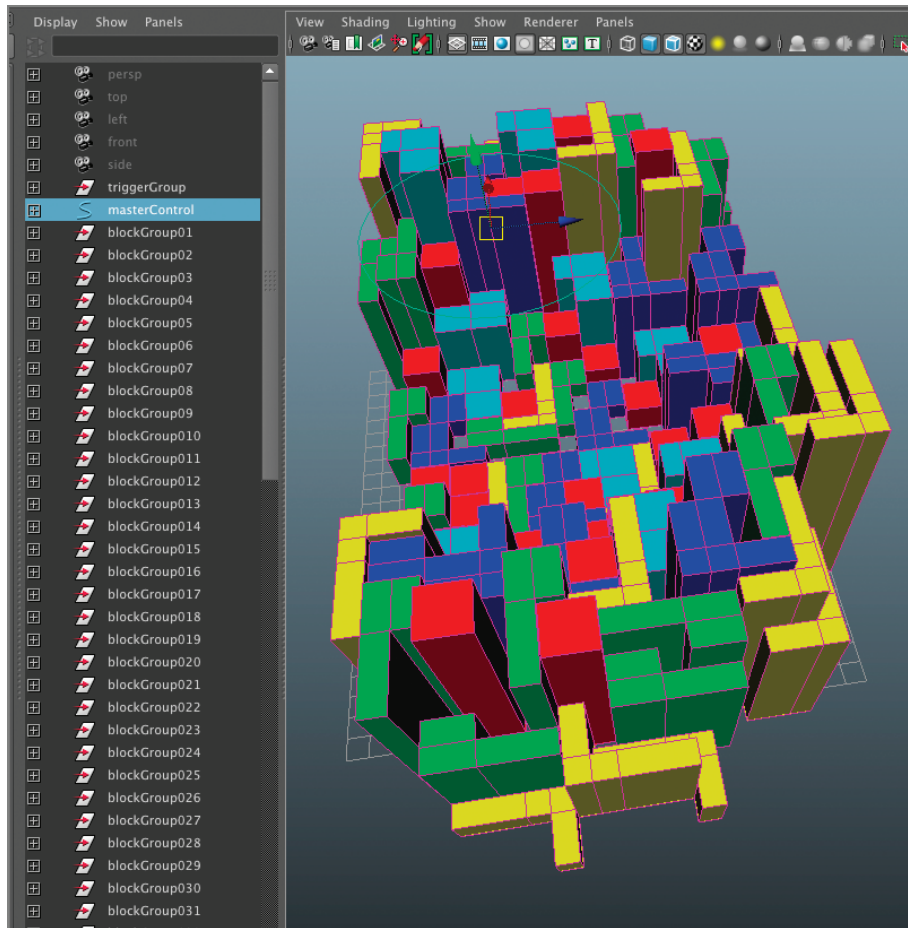 Display Show Panels
View Shading Lighting Show Renderer Panels
persp
top
left
front
side
triggerGroup
masterControl
blockGroup01
blockGroup02
blockGroup03
blockGroup04
blockGroup05
blockGroup06
blockGroup07
blockGroup08
blockGroup09
blockGroup010
blockGroup011
blockGroup012
blockGroup013
blockGroup014
blockGroup015
blockGroup016
blockGroup017
blockGroup018
blockGroup019
blockGroup020
blockGroup021
blockGroup022
blockGroup023
blockGroup024
blockGroup025
blockGroup026
blockGroup027
blockGroup028
blockGroup029
blockGroup030
blockGroup031